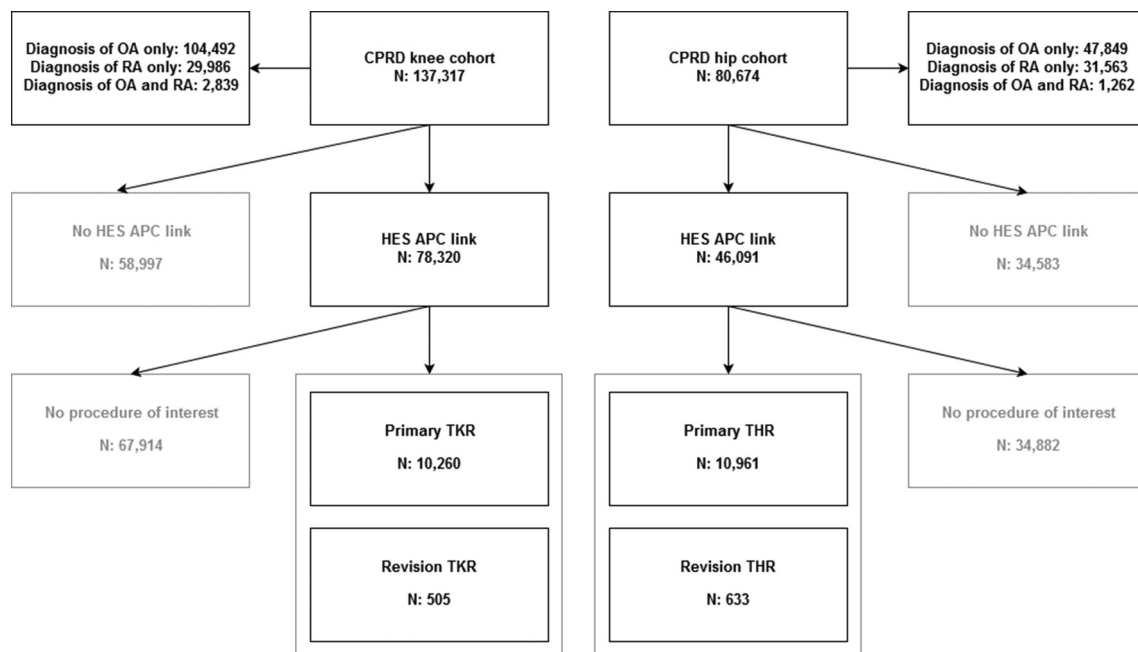 Diagnosis of OA only: 104,492
Diagnosis of RA only: 29,986
Diagnosis of OA and RA: 2,839
CPRD knee cohort
N: 137,317
CPRD hip cohort
N: 80,674
Diagnosis of OA only: 47,849
Diagnosis of RA only: 31,563
Diagnosis of OA and RA: 1,262
No HES APC link
N: 58,997
HES APC link
N: 78,320
HES APC link
N: 46,091
No HES APC link
N: 34,583
No procedure of interest
N: 67,914
Primary TKR
N: 10,260
Primary THR
N: 10,961
No procedure of interest
N: 34,882
Revision TKR
N: 505
Revision THR
N: 633